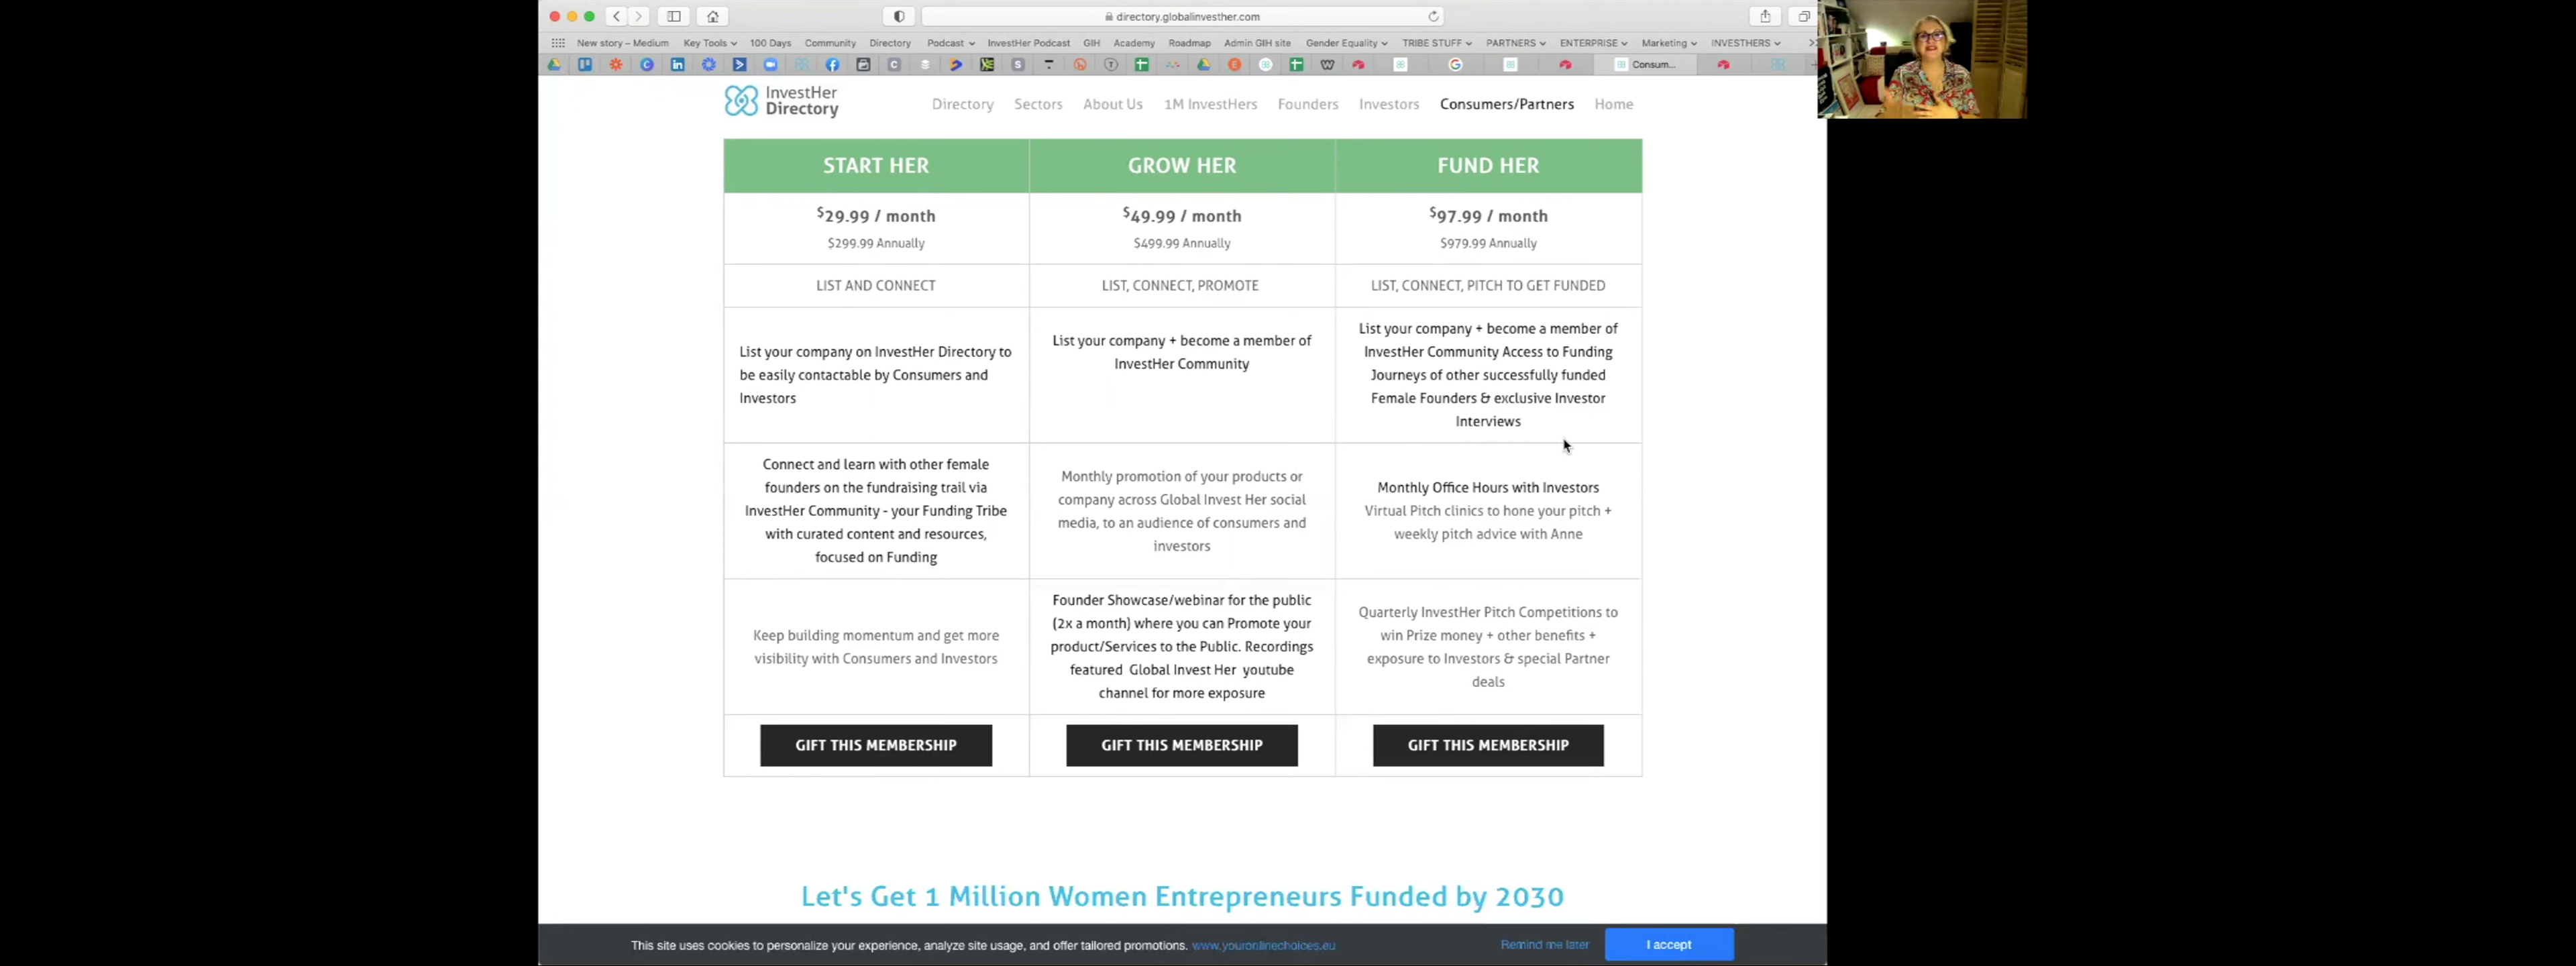 directory.globalinvesther.com
New story – Medium Key Tools 100 Days Community Directory Podcast InvestHer Podcast GIH Academy Roadmap Admin GIH site Gender Equality TRIBE STUFF PARTNERS ENTERPRISE Marketing INVESTHERS
Consum...
InvestHer
Directory
Directory Sectors About Us 1M InvestHers Founders Investors Consumers/Partners Home
START HER GROW HER FUND HER
$29.99 / month $49.99 / month $97.99 / month
$299.99 Annually $499.99 Annually $979.99 Annually
LIST AND CONNECT LIST, CONNECT, PROMOTE LIST, CONNECT, PITCH TO GET FUNDED
List your company on InvestHer Directory to
be easily contactable by Consumers and
Investors
List your company + become a member of
InvestHer Community
List your company + become a member of
InvestHer Community Access to Funding
Journeys of other successfully funded
Female Founders & exclusive Investor
Interviews
Connect and learn with other female
founders on the fundraising trail via
InvestHer Community - your Funding Tribe
with curated content and resources,
focused on Funding
Monthly promotion of your products or
company across Global Invest Her social
media, to an audience of consumers and
investors
Monthly Office Hours with Investors
Virtual Pitch clinics to hone your pitch +
weekly pitch advice with Anne
Keep building momentum and get more
visibility with Consumers and Investors
Founder Showcase/webinar for the public
(2x a month) where you can Promote your
product/Services to the Public. Recordings
featured Global Invest Her youtube
channel for more exposure
Quarterly InvestHer Pitch Competitions to
win Prize money + other benefits +
exposure to Investors & special Partner
deals
GIFT THIS MEMBERSHIP GIFT THIS MEMBERSHIP GIFT THIS MEMBERSHIP
Let's Get 1 Million Women Entrepreneurs Funded by 2030
This site uses cookies to personalize your experience, analyze site usage, and offer tailored promotions. www.youronlinechoices.eu Remind me later I accept